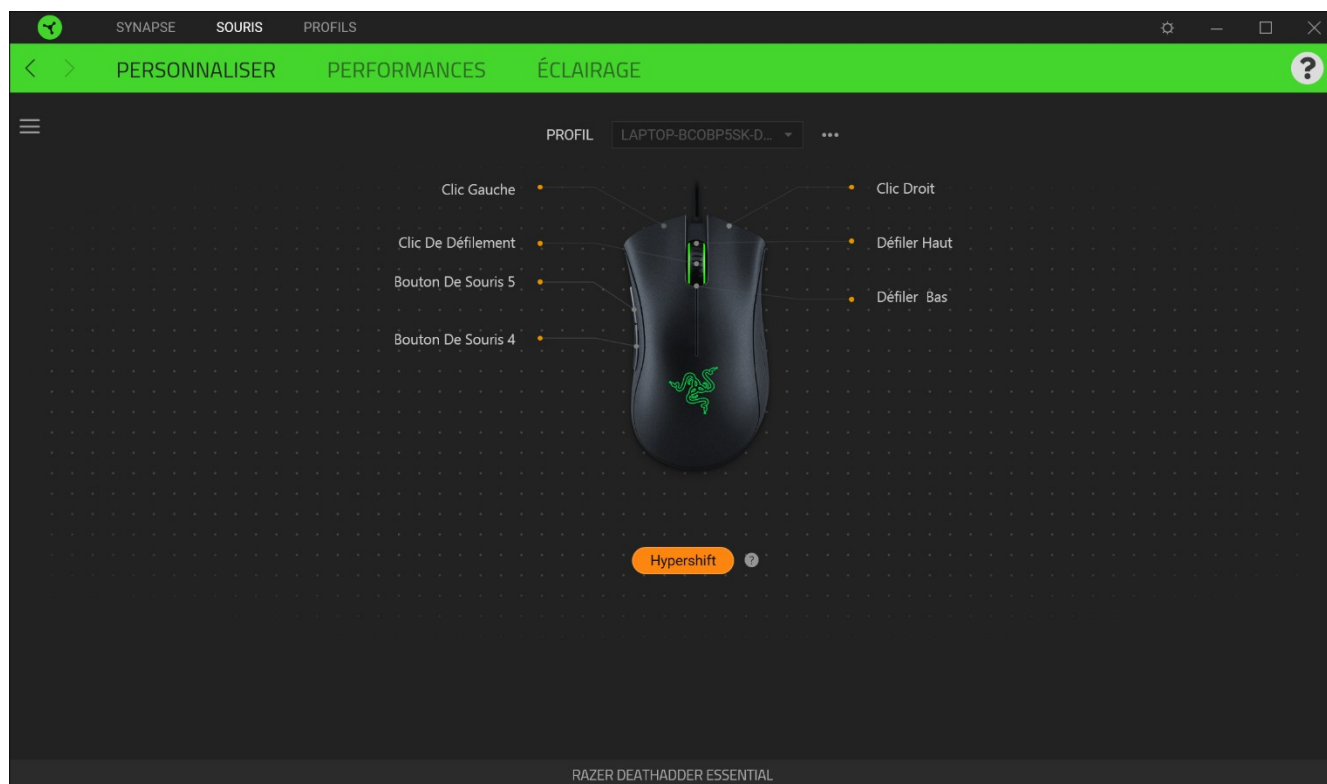 SYNAPSE SOURIS PROFILS
PERSONNALISER PERFORMANCES ÉCLAIRAGE ?
PROFIL LAPTOP-BCOBP5SK-D...
Clic Gauche Clic Droit
Clic De Défilement Défiler Haut
Bouton De Souris 5
Défiler Bas
Bouton De Souris 4
Hypershift ?
RAZER DEATHADDER ESSENTIAL